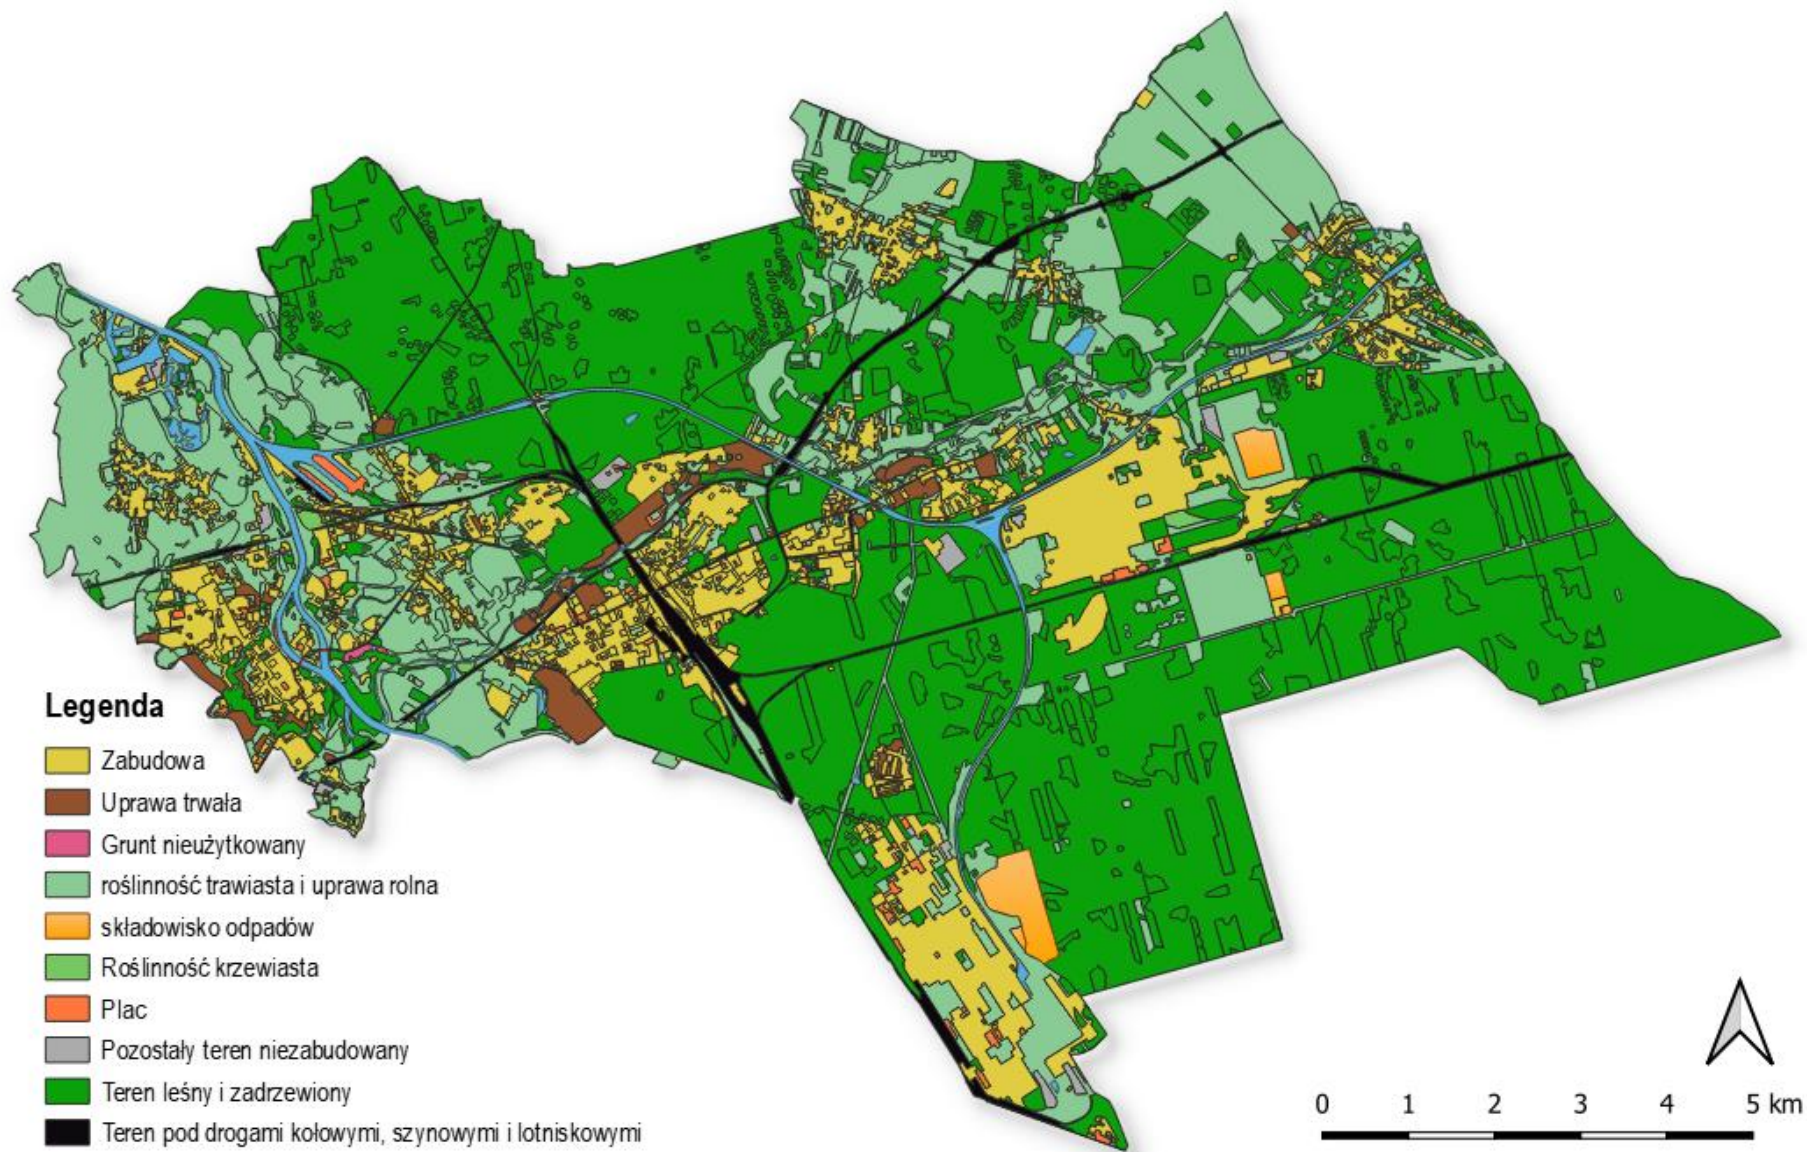 Legenda
Zabudowa
Uprawa trwała
Grunt nieużytkowany
roślinność trawiasta i uprawa rolna
składowisko odpadów
Roślinność krzewiasta
Plac
Pozostały teren niezabudowany
Teren leśny i zadrzewiony
Teren pod drogami kołowymi, szynowymi i lotniskowymi
0 1 2 3 4 5 km